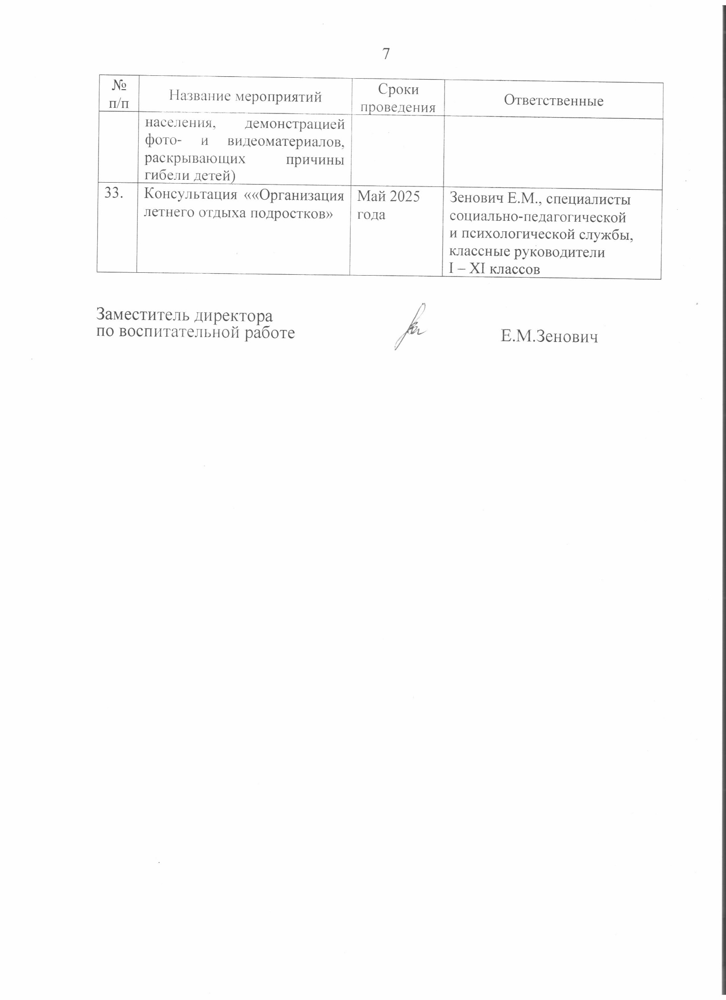 7
№ п/п
Название мероприятий
Сроки проведения
Ответственные
населения, демонстрацией
фото- и видеоматериалов,
раскрывающих причины
гибели детей)
33.
Консультация ««Организация
летнего отдыха подростков»
Май 2025
года
Зенович Е.М., специалисты
социально-педагогической
и психологической службы,
классные руководители
I – XI классов
Заместитель директора
по воспитательной работе
Е.М.Зенович